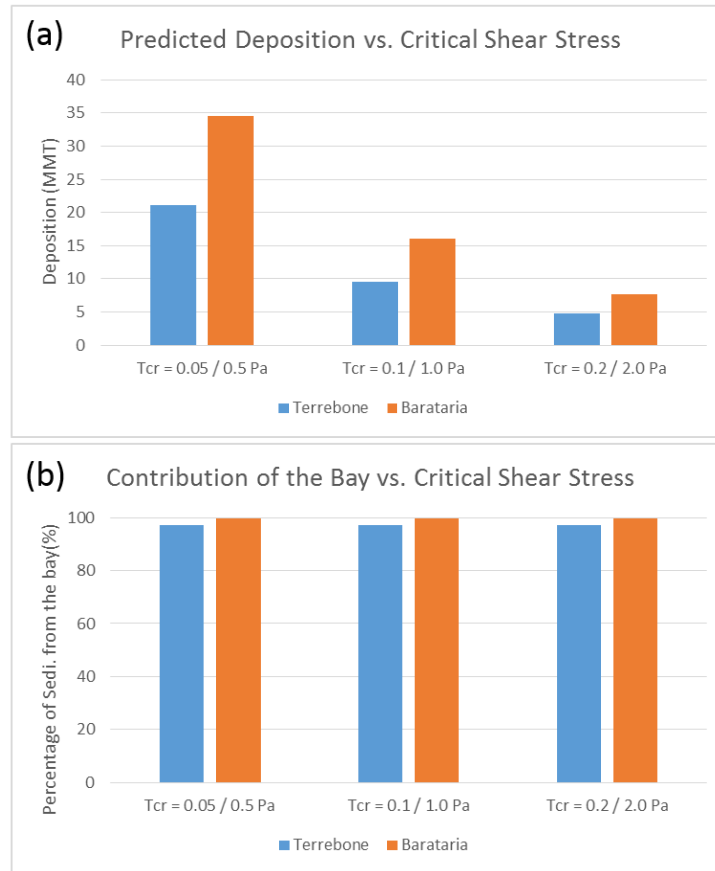 (a)
Predicted Deposition vs. Critical Shear Stress
Deposition (MMT)
40
35
30
25
20
15
10
5
0
Tcr = 0.05 / 0.5 Pa
Tcr = 0.1 / 1.0 Pa
Tcr = 0.2 / 2.0 Pa
Terrebone
Barataria
(b)
Contribution of the Bay vs. Critical Shear Stress
Percentage of Sedi. from the bay(%)
100
80
60
40
20
0
Tcr = 0.05 / 0.5 Pa
Tcr = 0.1 / 1.0 Pa
Tcr = 0.2 / 2.0 Pa
Terrebone
Barataria